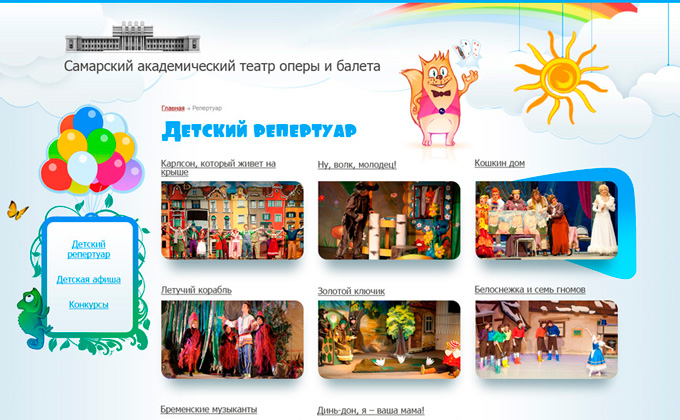 Самарский академический театр оперы и балета
Главная » Репертуар
Детский репертуар
Детский
репертуар
Детская афиша
Конкурсы
Карлсон, который живет на
крыше
Ну, волк, молодец!
Кошкин дом
Летучий корабль
Золотой ключик
Белоснежка и семь гномов
Бременские музыканты
Динь-дон, я – ваша мама!